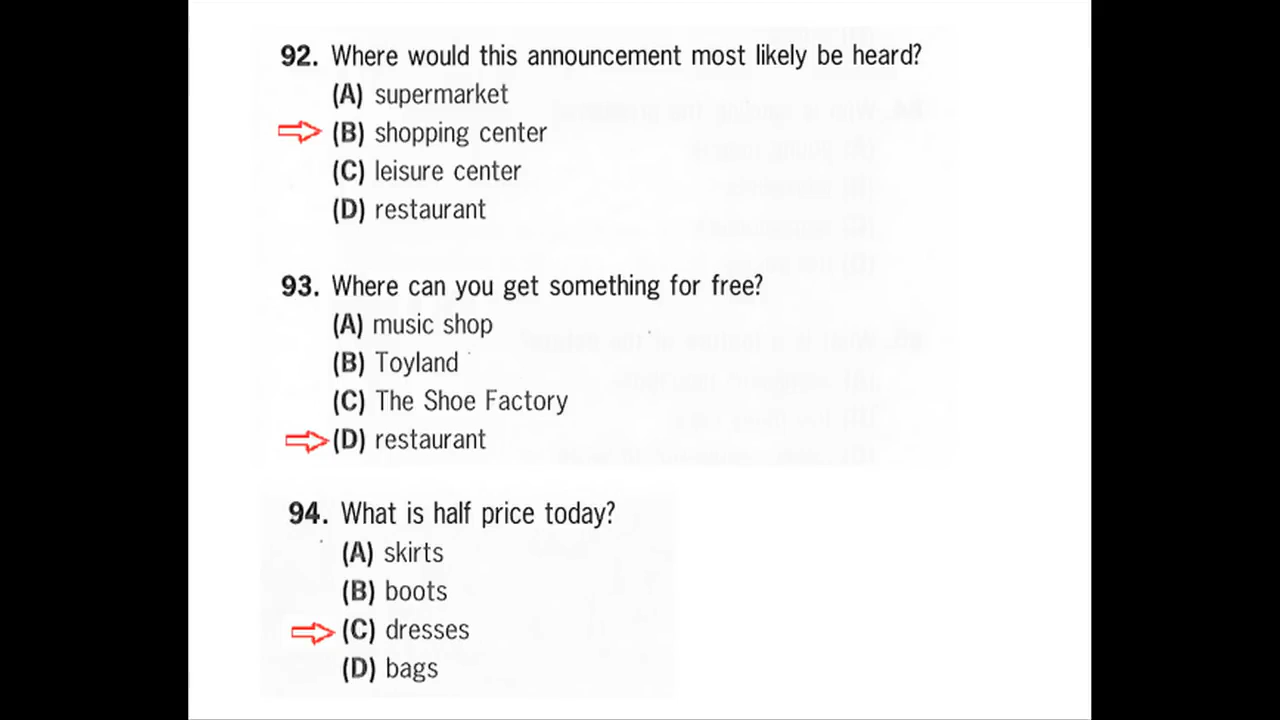 92. Where would this announcement most likely be heard?
(A) supermarket
(B) shopping center
(C) leisure center
(D) restaurant
93. Where can you get something for free?
(A) music shop
(B) Toyland
(C) The Shoe Factory
(D) restaurant
94. What is half price today?
(A) skirts
(B) boots
(C) dresses
(D) bags